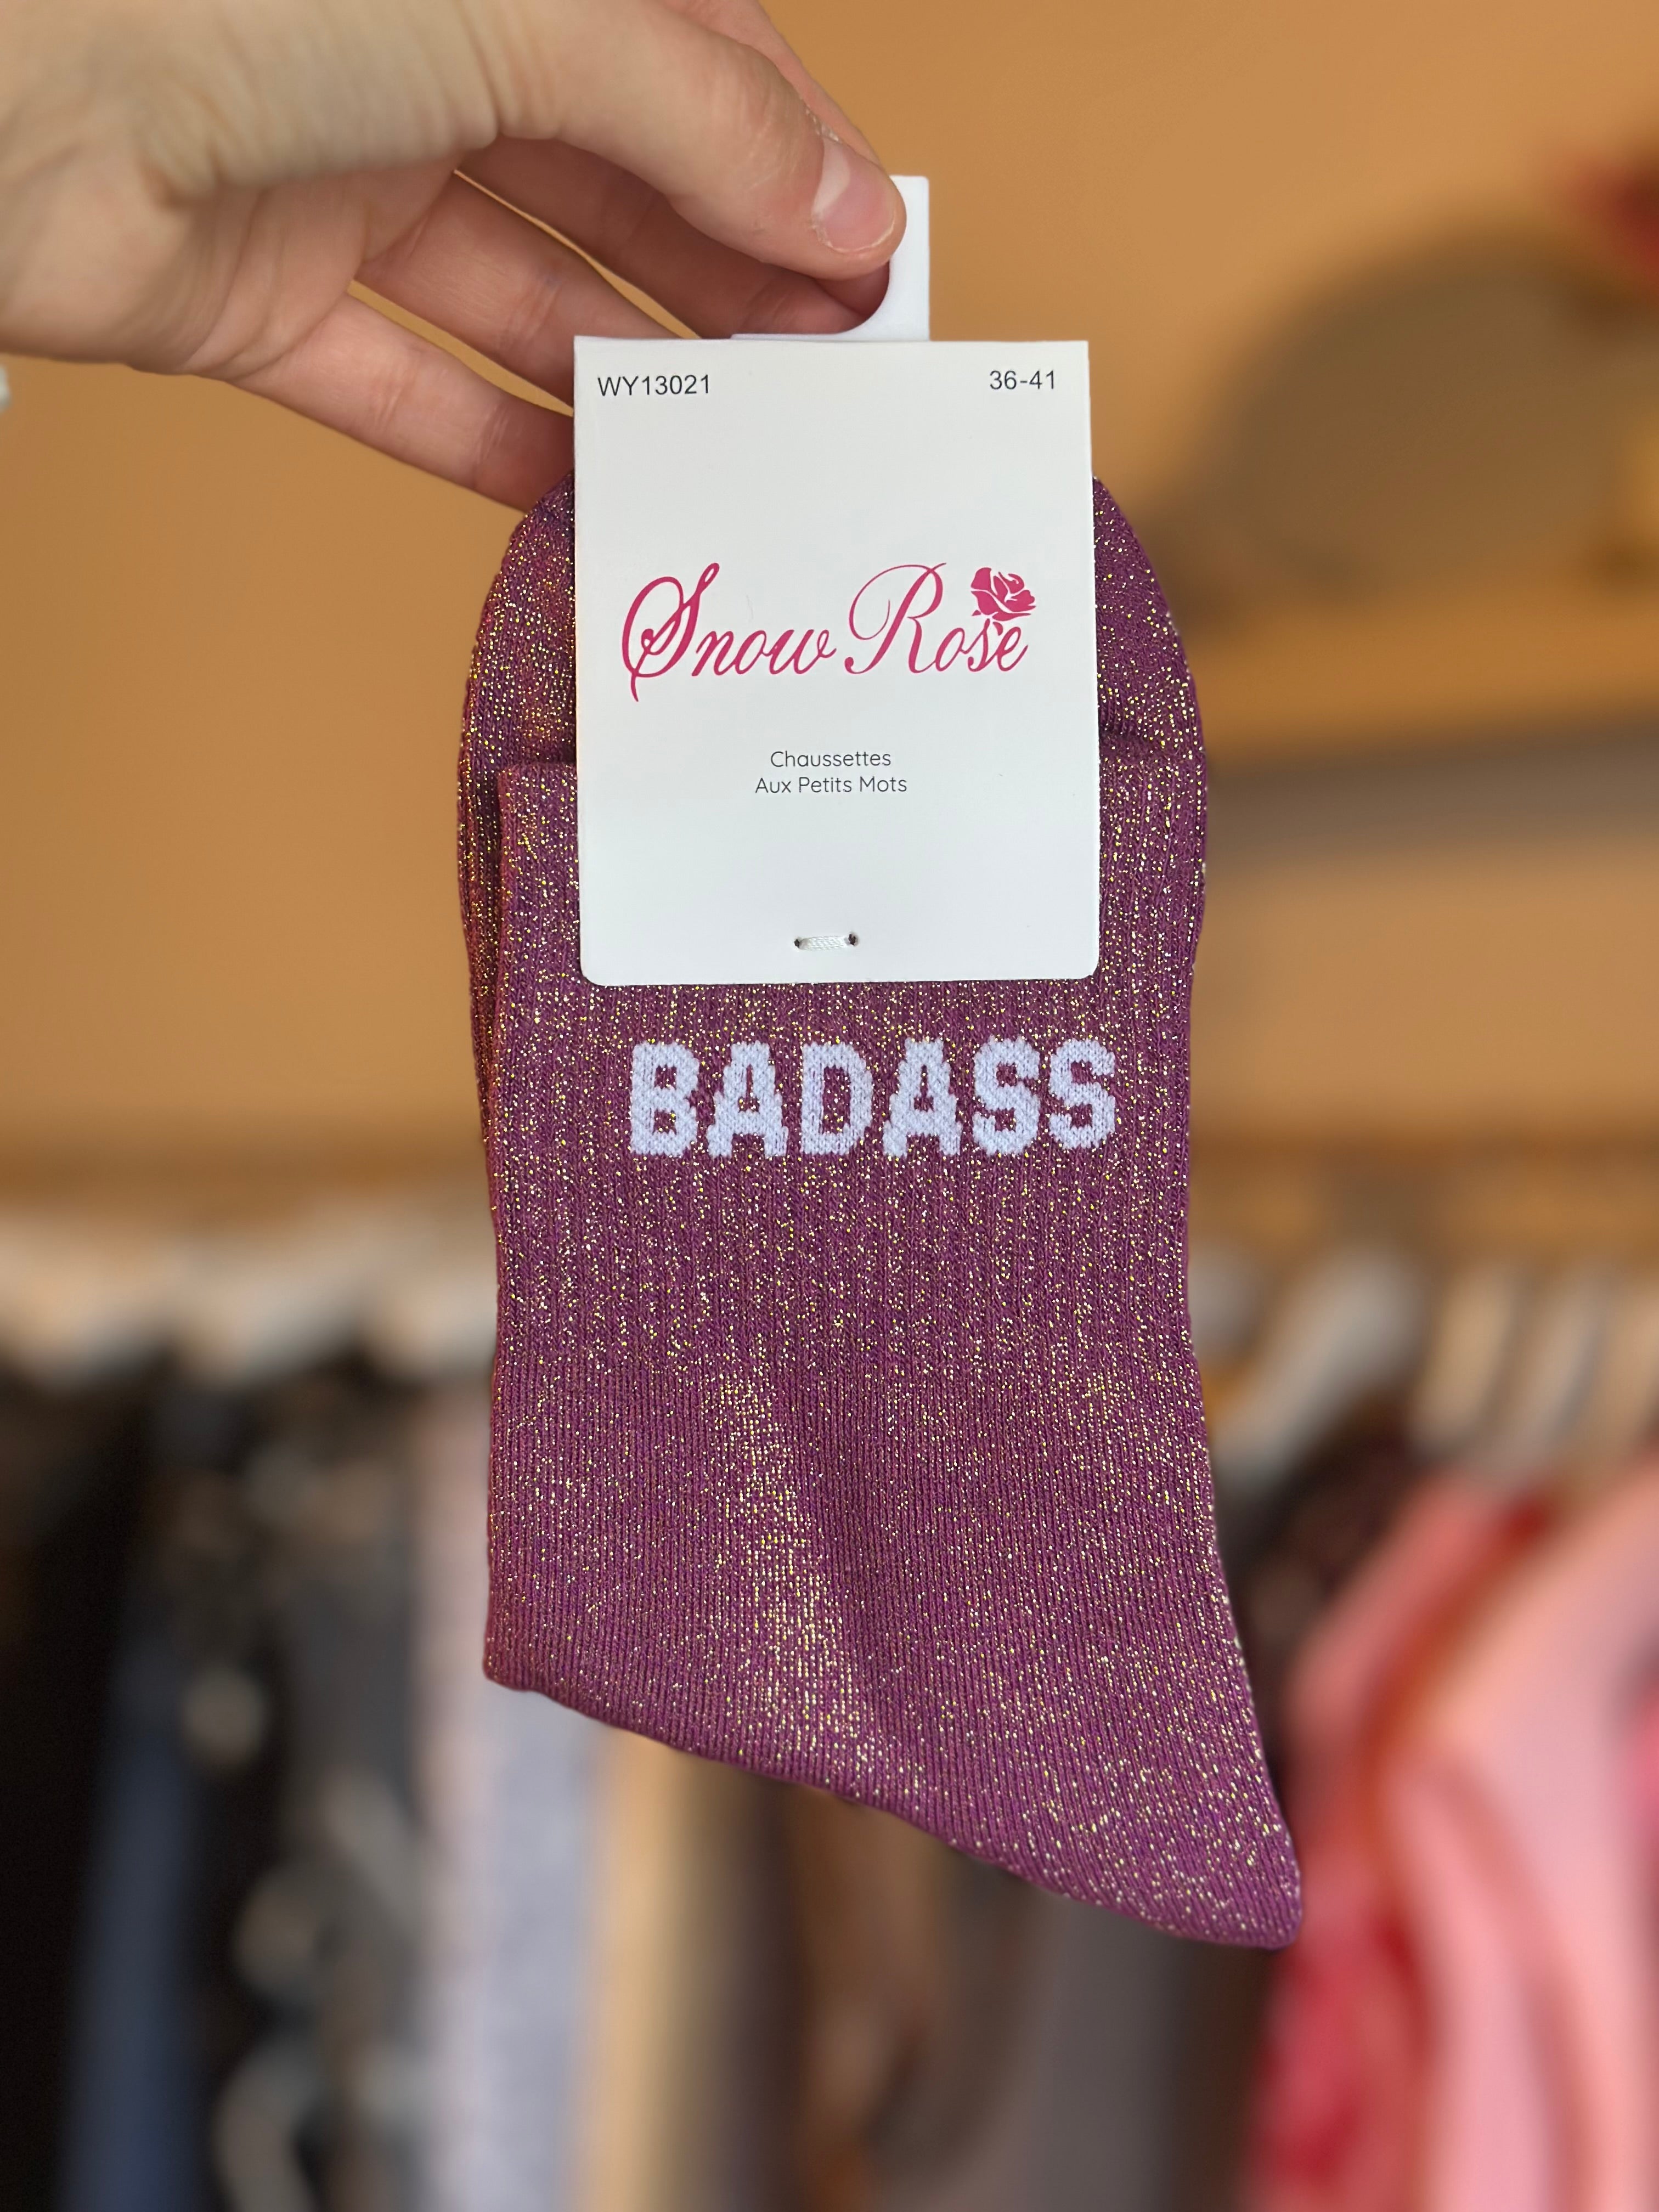 WY13021 36-41
Snow Rose
Chaussettes
Aux Petits Mots
BADASS